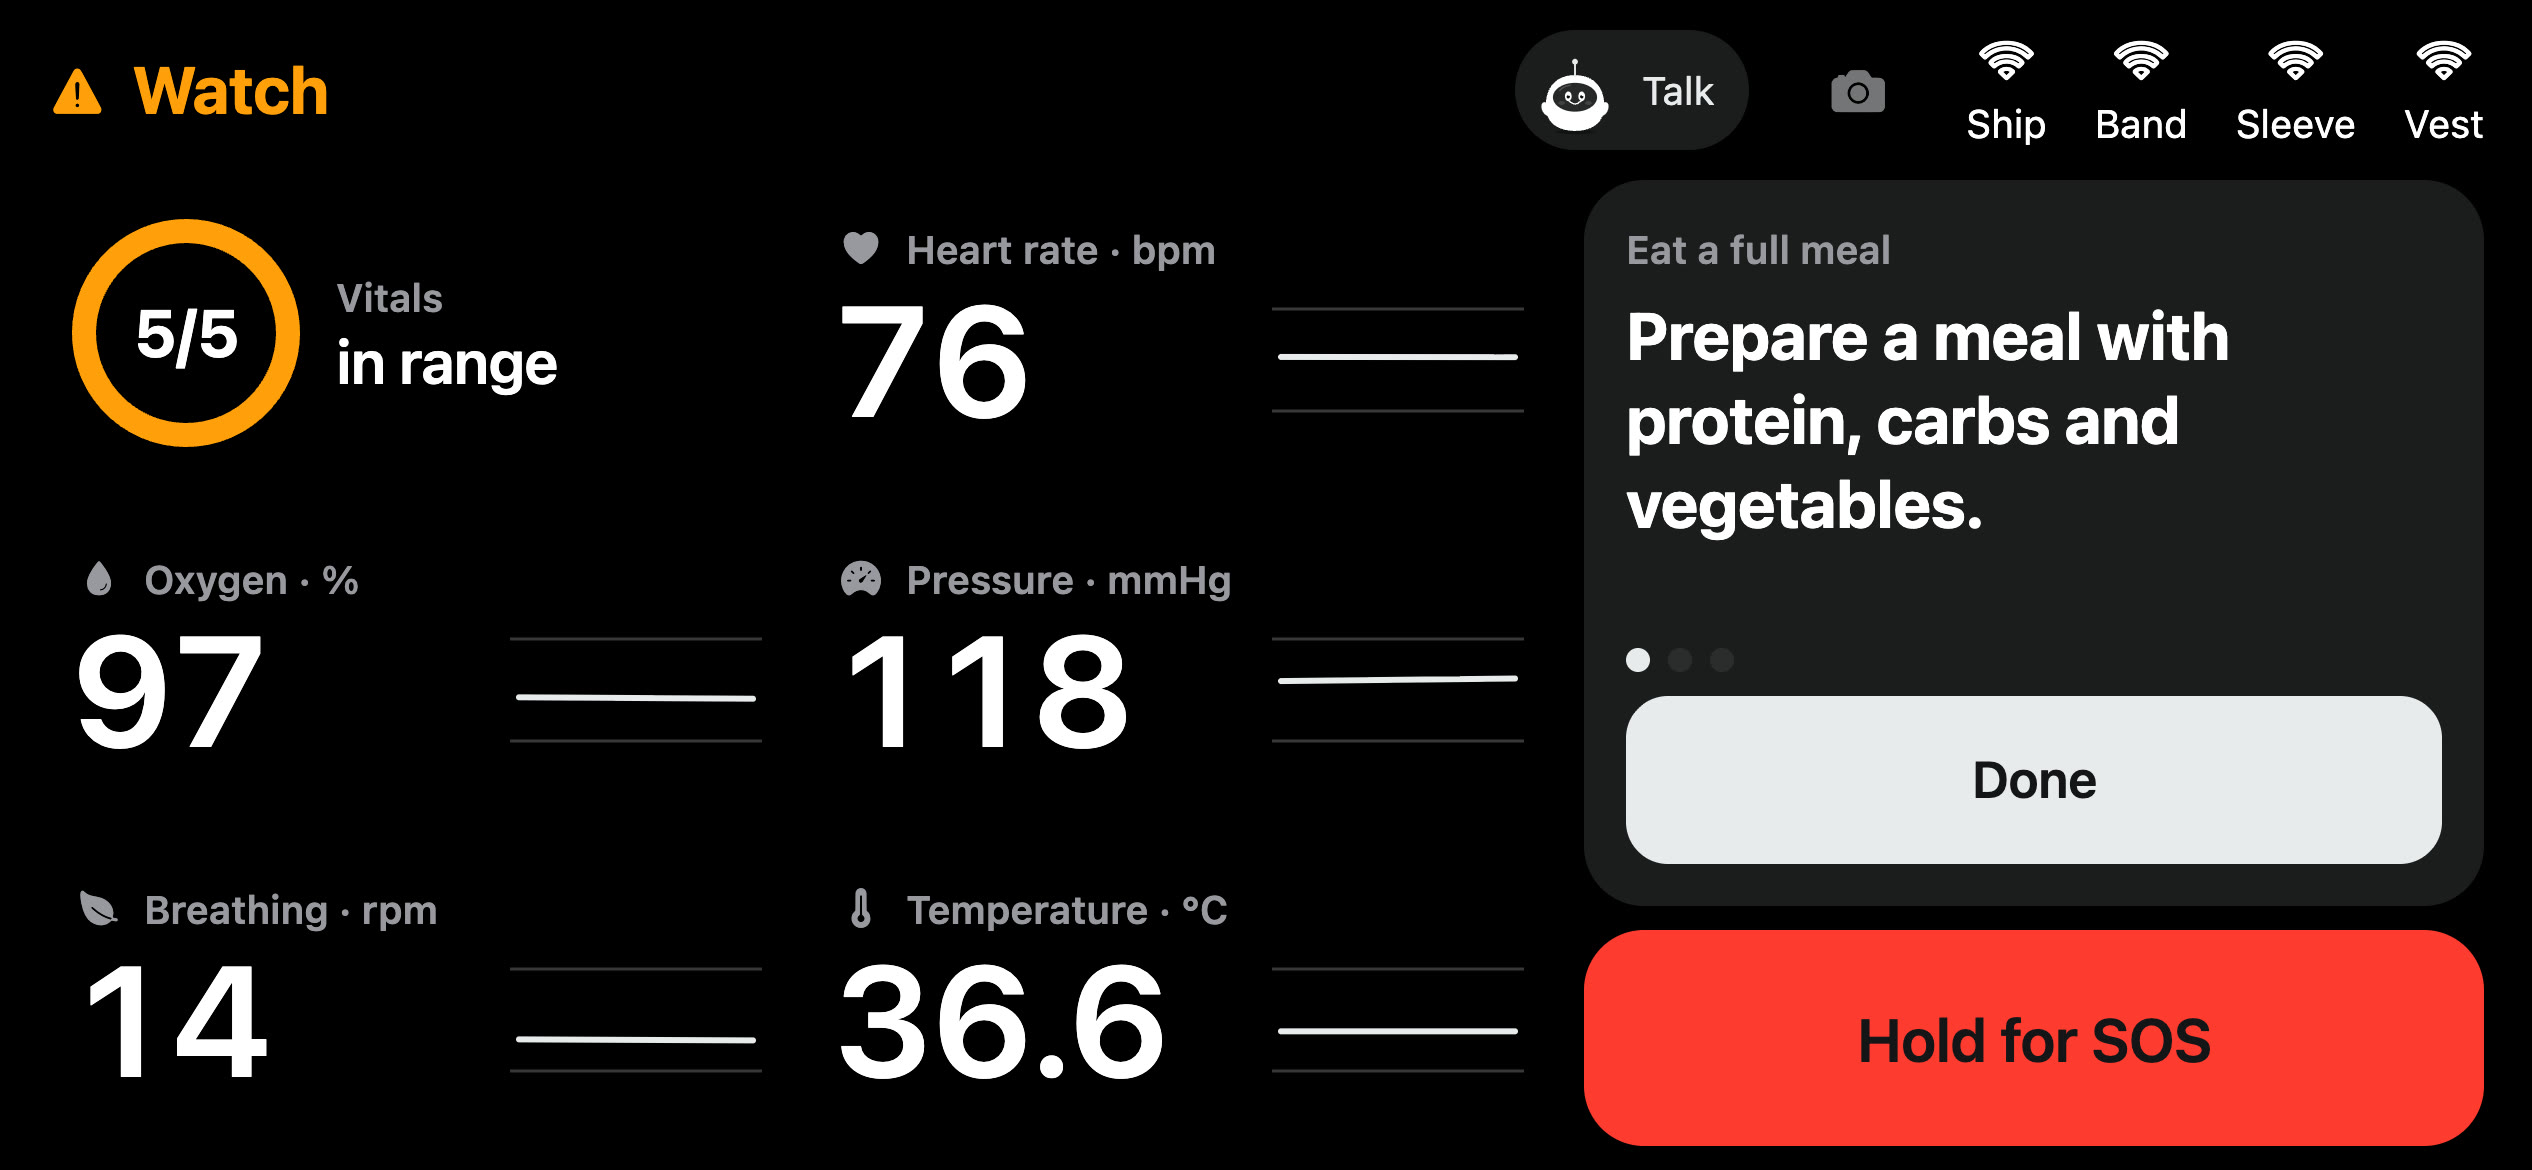 Watch
Talk
Ship
Band
Sleeve
Vest
5/5
Vitals
in range
Heart rate · bpm
76
Oxygen · %
97
Pressure · mmHg
118
Breathing · rpm
14
Temperature · °C
36.6
Eat a full meal
Prepare a meal with
protein, carbs and
vegetables.
Done
Hold for SOS